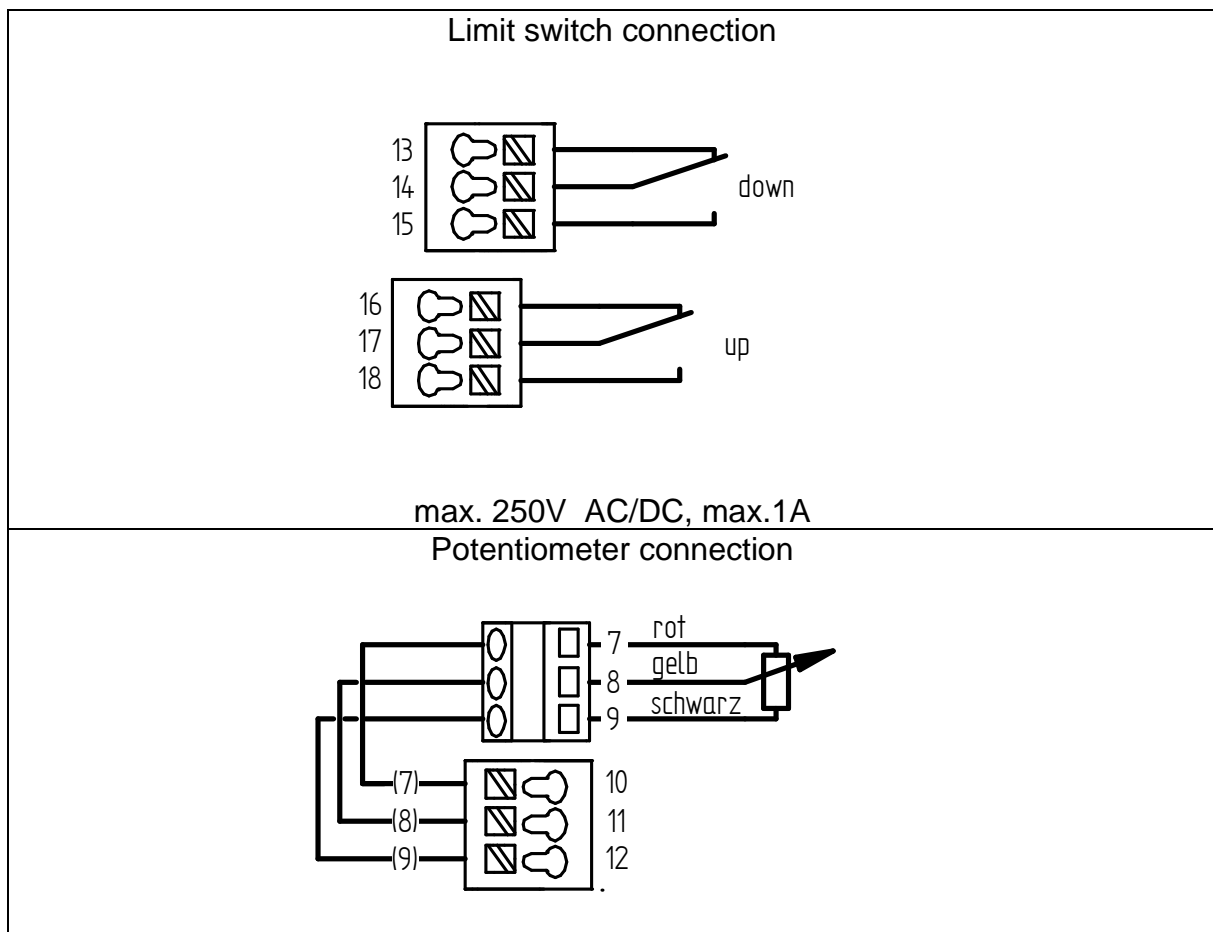 Limit switch connection
13
14
15
down
16
17
18
up
max. 250V AC/DC, max.1A
Potentiometer connection
7 rot
8 gelb
9 schwarz
(7) 10
(8) 11
(9) 12